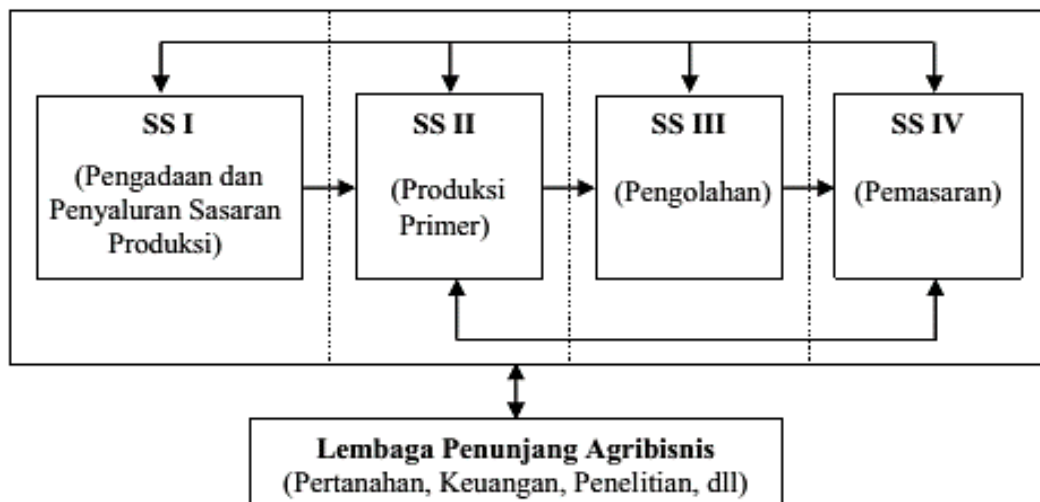 SS I
(Pengadaan dan
Penyaluran Sasaran
Produksi)
SS II
(Produksi
Primer)
SS III
(Pengolahan)
SS IV
(Pemasaran)
Lembaga Penunjang Agribisnis
(Pertanahan, Keuangan, Penelitian, dll)